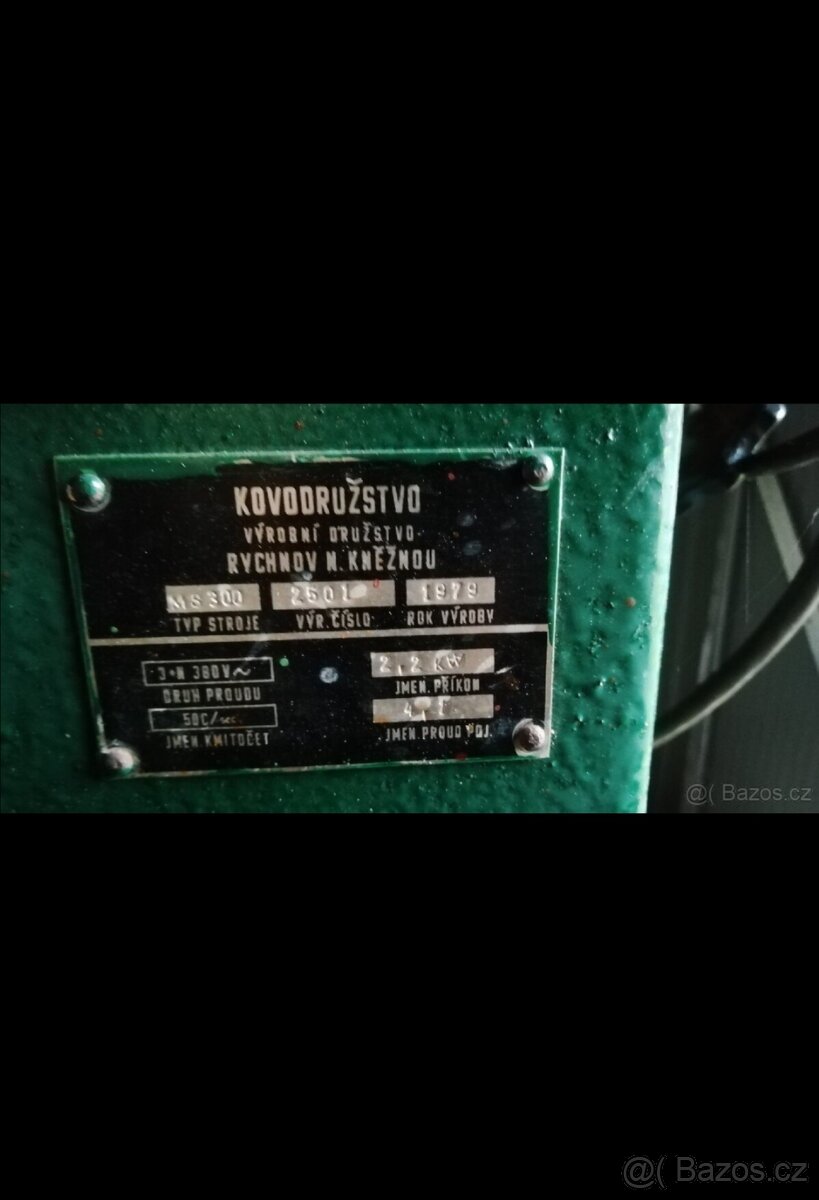 KOVODRUŽSTVO
VÝROBNÍ DRUŽSTVO
RYCHNOV N. KNĚŽNOU
MS300 2501 1979
TYP STROJE VÝR. ČÍSLO ROK VÝROBY
3+N 380V~ 2,2 KW
DRUH PROUDU JMEN. PŘÍKON
50C/sec.
JMEN. KMITOČET JMEN. PROUD POJ.
@( Bazos.cz
@( Bazos.cz